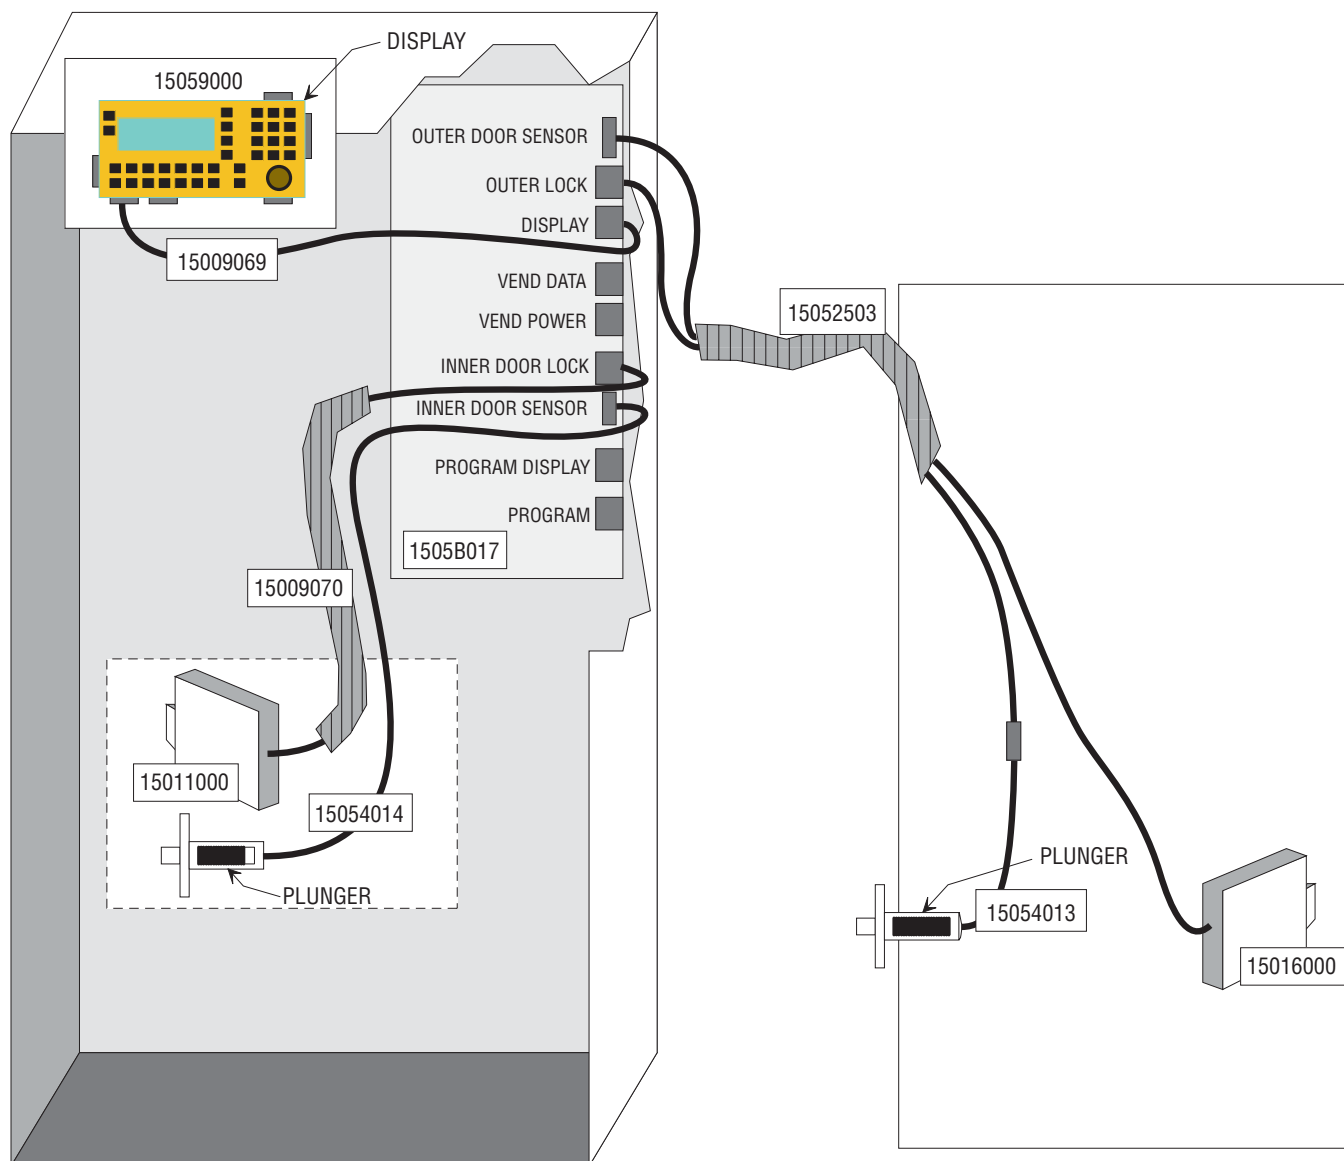 DISPLAY
15059000
OUTER DOOR SENSOR
OUTER LOCK
DISPLAY
15009069
VEND DATA
VEND POWER
15052503
INNER DOOR LOCK
INNER DOOR SENSOR
PROGRAM DISPLAY
PROGRAM
1505B017
15009070
15011000
15054014
PLUNGER
PLUNGER
15054013
15016000